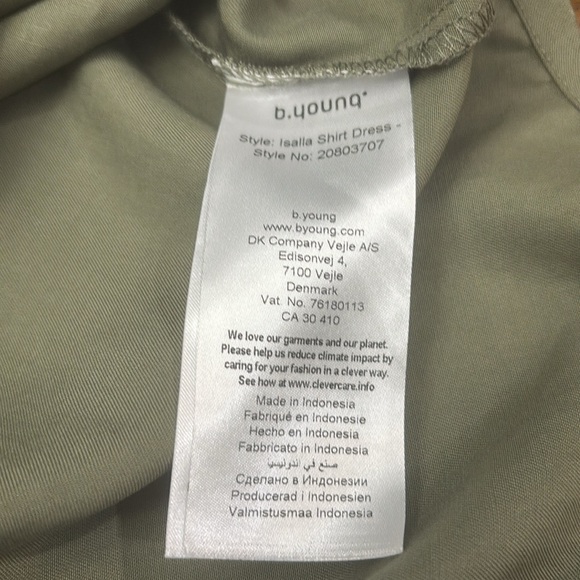 b.young
Style: Isalla Shirt Dress -
Style No: 20803707
b.young
www.byoung.com
DK Company Vejle A/S
Edisonvej 4,
7100 Vejle
Denmark
Vat. No. 76180113
CA 30 410
We love our garments and our planet.
Please help us reduce climate impact by
caring for your fashion in a clever way.
See how at www.clevercare.info
Made in Indonesia
Fabriqué en Indonesie
Hecho en Indonesia
Fabbricato in Indonesia
صنع في اندونيسيا
Сделано в Индонезии
Producerad i Indonesien
Valmistusmaa Indonesia